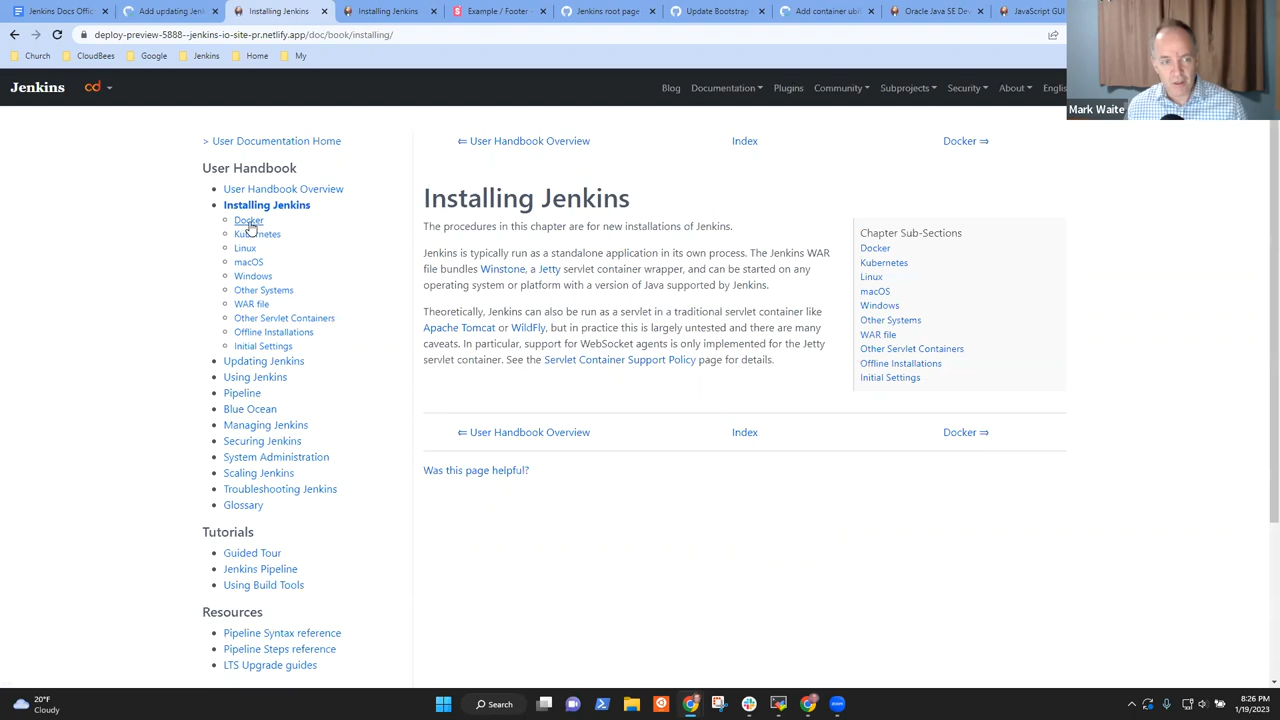 Jenkins Docs Offi
Add updating Jenk
Installing Jenkins
Installing Jenkins
Example / Footer
Jenkins root page
Update Bootstrap
Add container ubi
Oracle Java SE Dev
JavaScript GUI
deploy-preview-5888--jenkins-io-site-pr.netlify.app/doc/book/installing/
Church
CloudBees
Google
Jenkins
Home
My
Jenkins
cd
Blog
Documentation
Plugins
Community
Subprojects
Security
About
Englis
Mark Waite
> User Documentation Home
User Handbook
User Handbook Overview
Installing Jenkins
Docker
Kubernetes
Linux
macOS
Windows
Other Systems
WAR file
Other Servlet Containers
Offline Installations
Initial Settings
Updating Jenkins
Using Jenkins
Pipeline
Blue Ocean
Managing Jenkins
Securing Jenkins
System Administration
Scaling Jenkins
Troubleshooting Jenkins
Glossary
Tutorials
Guided Tour
Jenkins Pipeline
Using Build Tools
Resources
Pipeline Syntax reference
Pipeline Steps reference
LTS Upgrade guides
⇐ User Handbook Overview
Index
Docker ⇒
Installing Jenkins
The procedures in this chapter are for new installations of Jenkins.
Jenkins is typically run as a standalone application in its own process. The Jenkins WAR
file bundles Winstone, a Jetty servlet container wrapper, and can be started on any
operating system or platform with a version of Java supported by Jenkins.
Theoretically, Jenkins can also be run as a servlet in a traditional servlet container like
Apache Tomcat or WildFly, but in practice this is largely untested and there are many
caveats. In particular, support for WebSocket agents is only implemented for the Jetty
servlet container. See the Servlet Container Support Policy page for details.
Chapter Sub-Sections
Docker
Kubernetes
Linux
macOS
Windows
Other Systems
WAR file
Other Servlet Containers
Offline Installations
Initial Settings
⇐ User Handbook Overview
Index
Docker ⇒
Was this page helpful?
20°F
Cloudy
Search
8:26 PM
1/19/2023